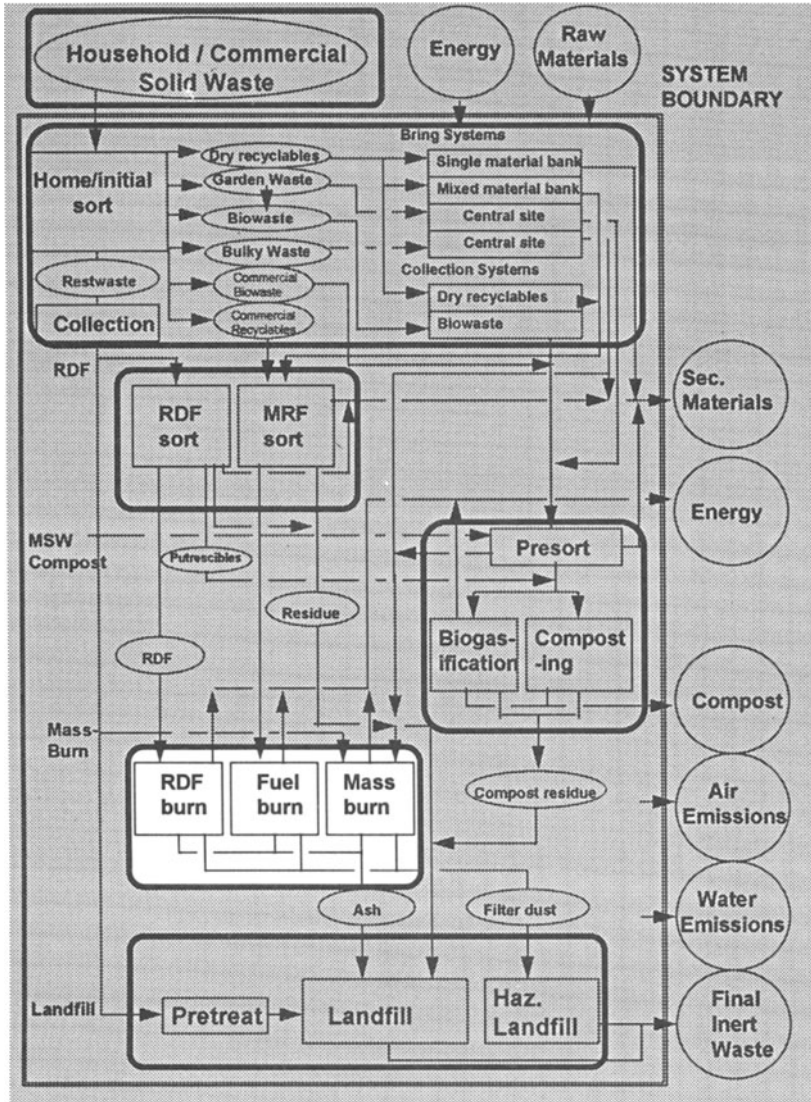 Household / Commercial
Solid Waste
Energy
Raw
Materials
SYSTEM
BOUNDARY
Bring Systems
Home/initial
sort
Dry recyclables
Garden Waste
Biowaste
Bulky Waste
Commercial
Biowaste
Commercial
Recyclables
Single material bank
Mixed material bank
Central site
Central site
Collection Systems
Dry recyclables
Biowaste
Restwaste
Collection
RDF
RDF
sort
MRF
sort
Sec.
Materials
Energy
MSW
Compost
Putrescibles
Presort
Residue
RDF
Biogas-
ification
Compost
-ing
Compost
Mass-
Burn
RDF
burn
Fuel
burn
Mass
burn
Compost residue
Air
Emissions
Ash
Filter dust
Water
Emissions
Landfill
Pretreat
Landfill
Haz.
Landfill
Final
Inert
Waste